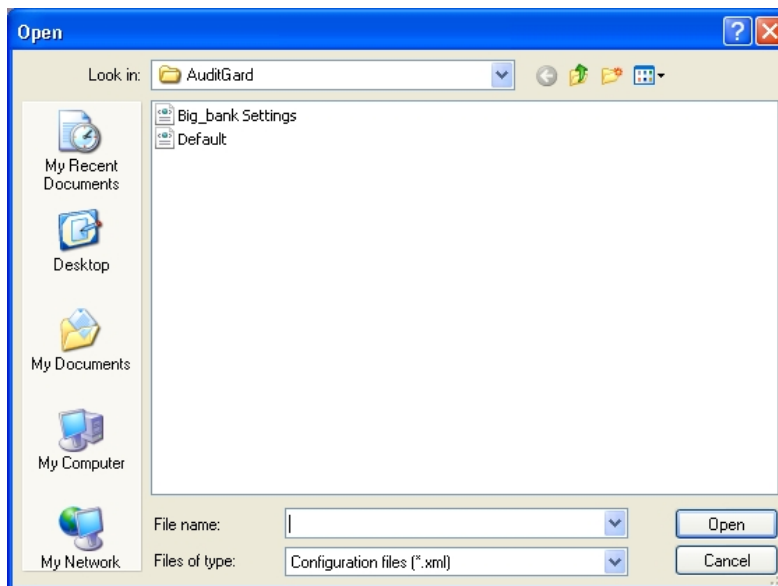 Open
Look in: AuditGard
My Recent
Documents
Desktop
My Documents
My Computer
My Network
Big_bank Settings
Default
File name:
Open
Files of type: Configuration files (*.xml)
Cancel